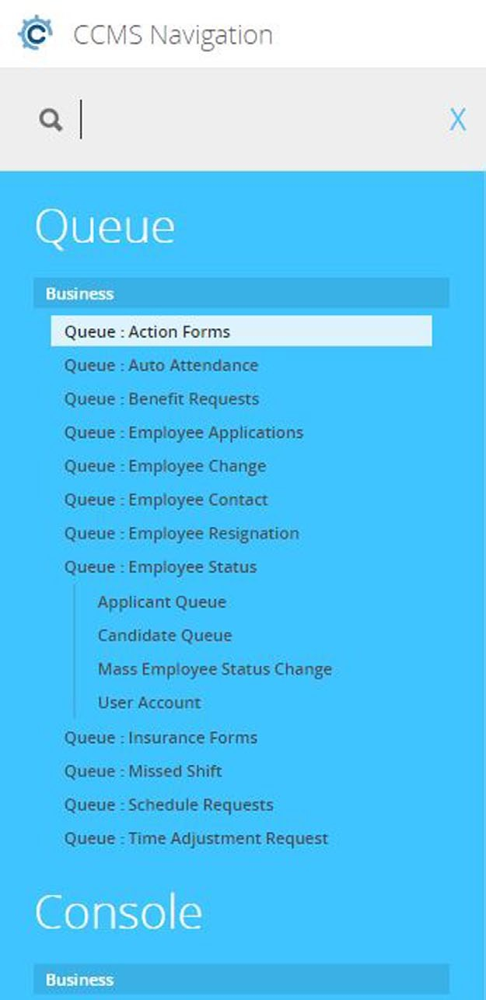 CCMS Navigation
X
Queue
Business
Queue : Action Forms
Queue : Auto Attendance
Queue : Benefit Requests
Queue : Employee Applications
Queue : Employee Change
Queue : Employee Contact
Queue : Employee Resignation
Queue : Employee Status
Applicant Queue
Candidate Queue
Mass Employee Status Change
User Account
Queue : Insurance Forms
Queue : Missed Shift
Queue : Schedule Requests
Queue : Time Adjustment Request
Console
Business